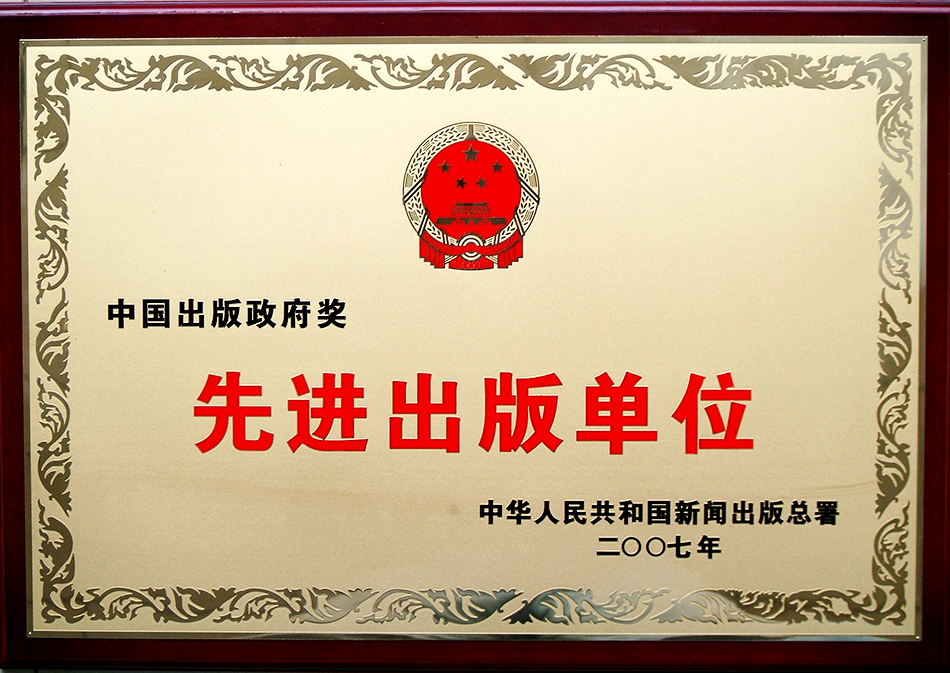 中国出版政府奖
先进出版单位
中华人民共和国新闻出版总署
二〇〇七年